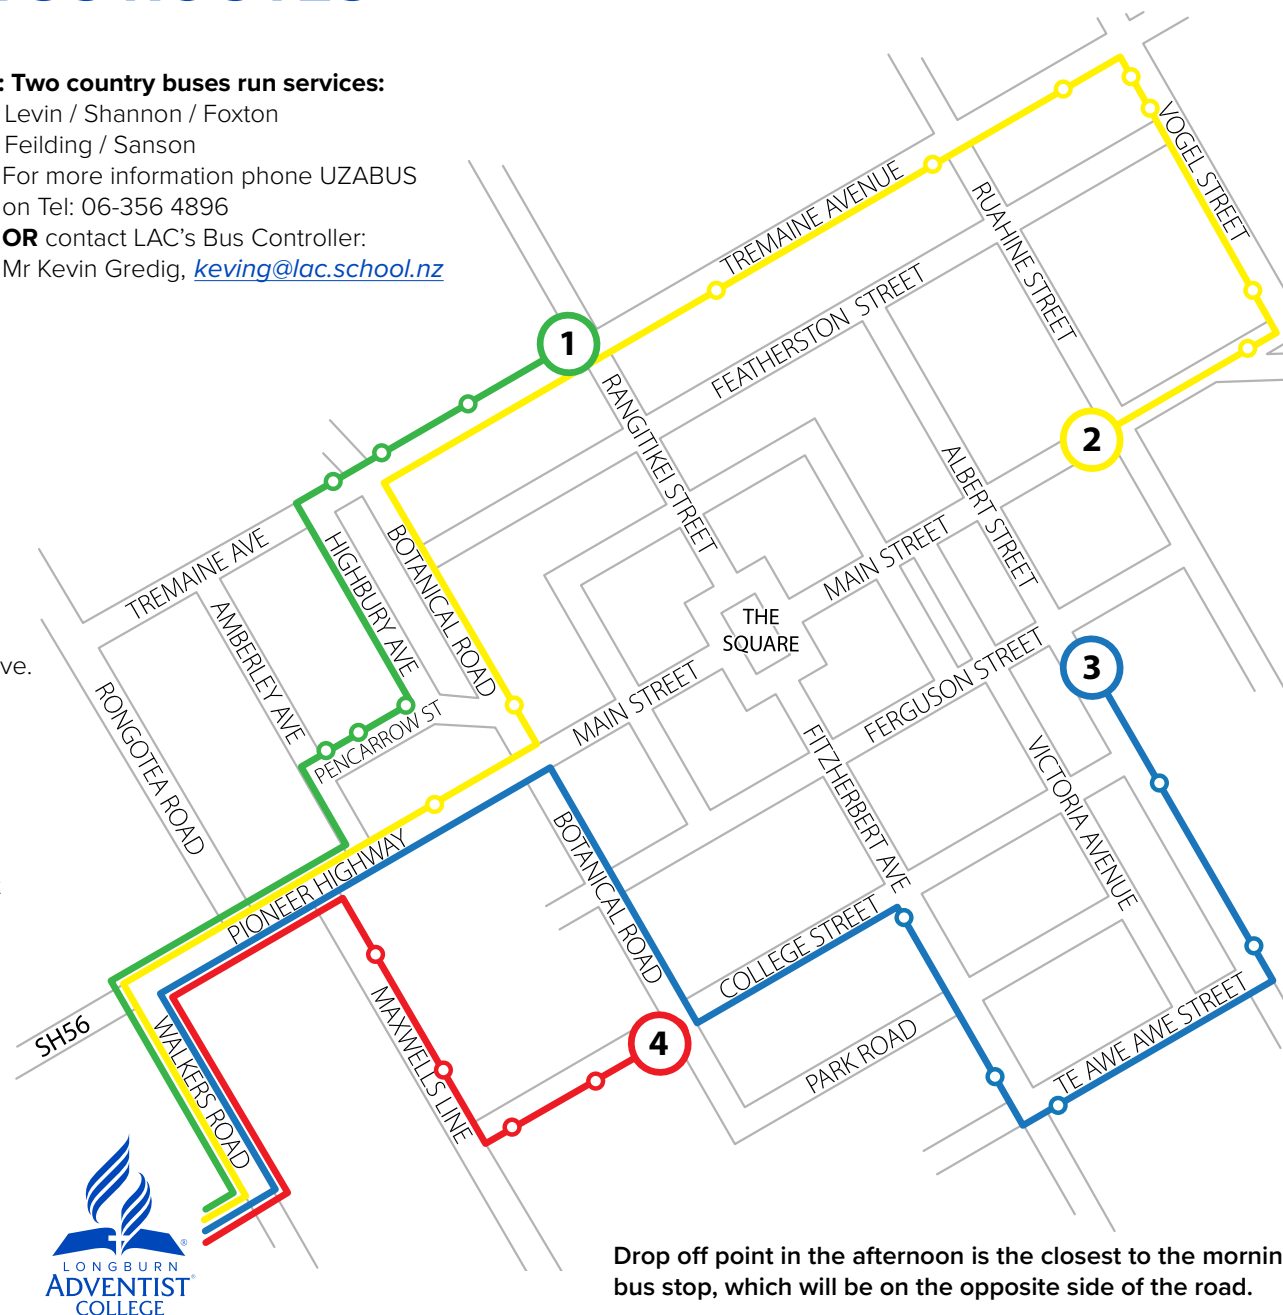 : Two country buses run services:
Levin / Shannon / Foxton
Feilding / Sanson
For more information phone UZABUS
on Tel: 06-356 4896
OR contact LAC's Bus Controller:
Mr Kevin Gredig, keving@lac.school.nz
VOGEL STREET
TREMAINE AVENUE
RUAHINE STREET
FEATHERSTON STREET
1
RANGITIKEI STREET
2
ALBERT STREET
BOTANICAL ROAD
HIGHBURY AVE
TREMAINE AVE
MAIN STREET
AMBERLEY AVE
THE
SQUARE
ve.
FERGUSON STREET
3
MAIN STREET
RONGOTEA ROAD
PENCARROW ST
FITZHERBERT AVE
VICTORIA AVENUE
BOTANICAL ROAD
PIONEER HIGHWAY
COLLEGE STREET
MAXWELLS LINE
SH56
WALKERS ROAD
4
PARK ROAD
TE AWE AWE STREET
LONGBURN
ADVENTIST
COLLEGE
®
Drop off point in the afternoon is the closest to the mornin
bus stop, which will be on the opposite side of the road.